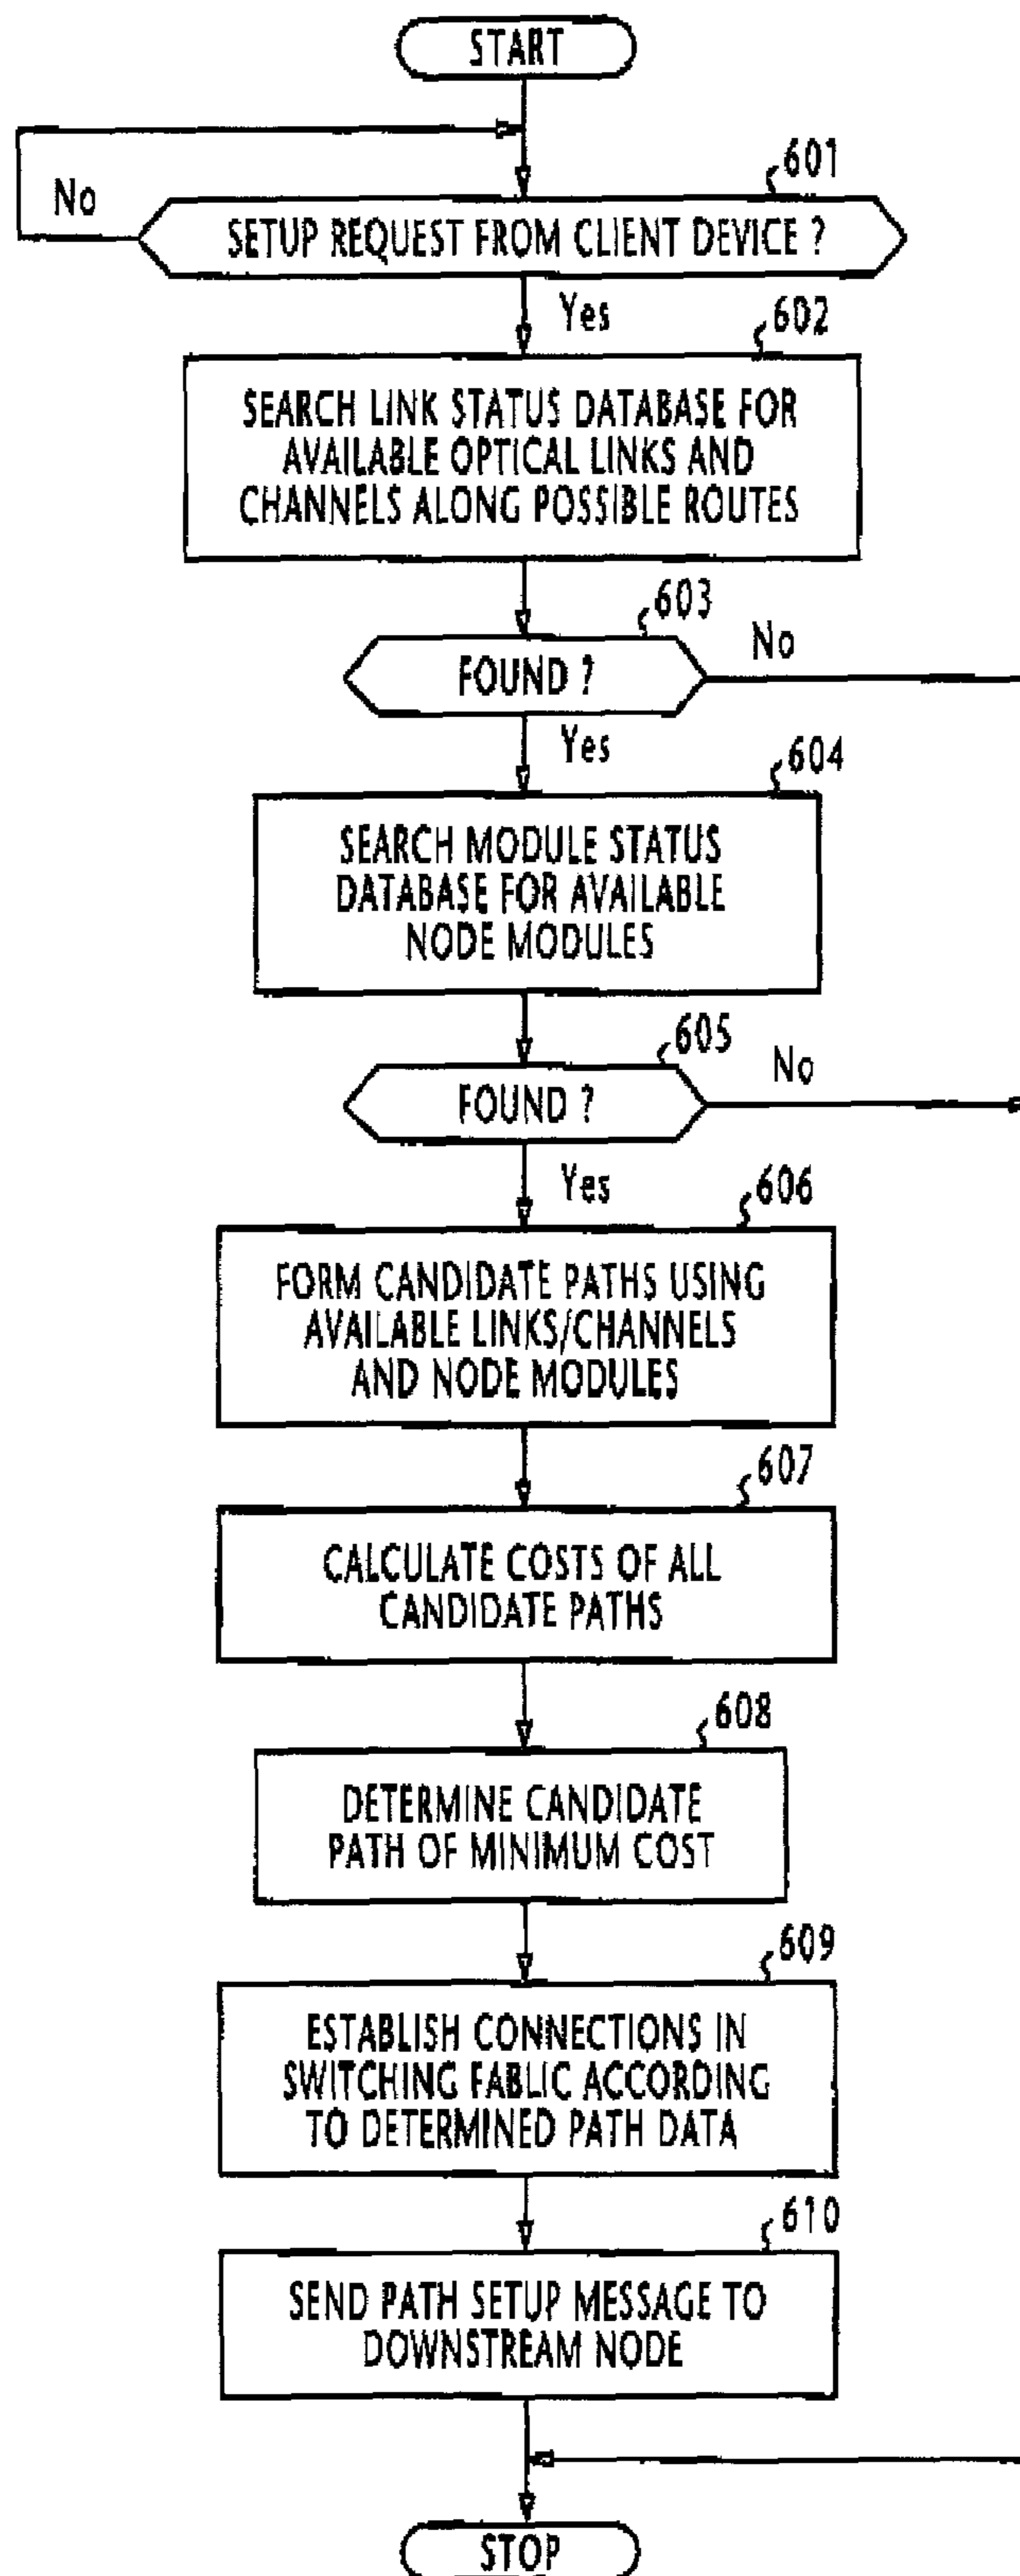 START
601
No
SETUP REQUEST FROM CLIENT DEVICE ?
Yes
602
SEARCH LINK STATUS DATABASE FOR
AVAILABLE OPTICAL LINKS AND
CHANNELS ALONG POSSIBLE ROUTES
603
No
FOUND ?
Yes
604
SEARCH MODULE STATUS
DATABASE FOR AVAILABLE
NODE MODULES
605
No
FOUND ?
Yes
606
FORM CANDIDATE PATHS USING
AVAILABLE LINKS/CHANNELS
AND NODE MODULES
607
CALCULATE COSTS OF ALL
CANDIDATE PATHS
608
DETERMINE CANDIDATE
PATH OF MINIMUM COST
609
ESTABLISH CONNECTIONS IN
SWITCHING FABLIC ACCORDING
TO DETERMINED PATH DATA
610
SEND PATH SETUP MESSAGE TO
DOWNSTREAM NODE
STOP